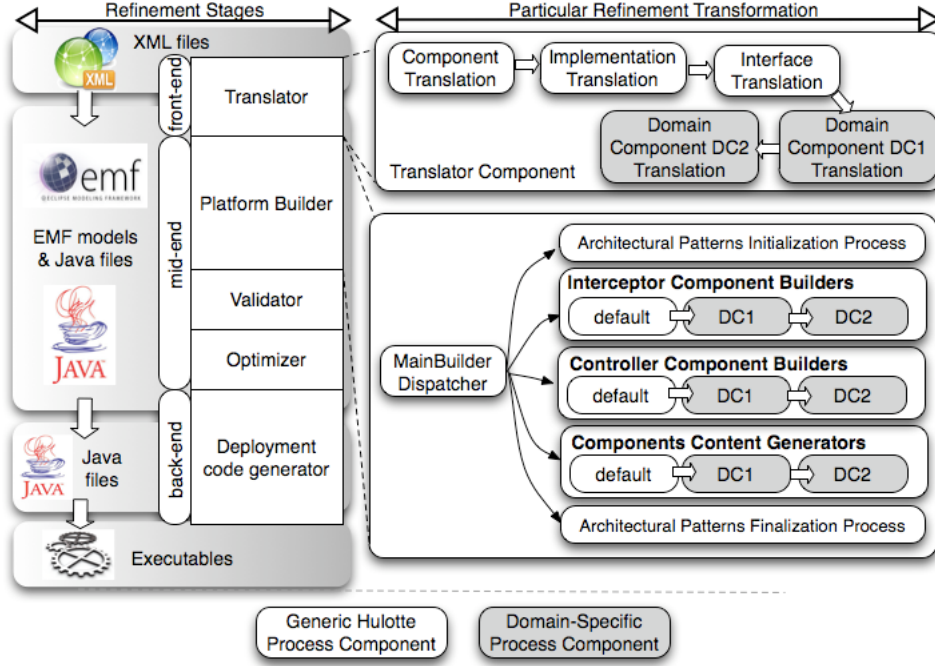 Refinement Stages
Particular Refinement Transformation
XML files
XML
front-end
Translator
Component
Translation
Implementation
Translation
Interface
Translation
Domain
Component DC1
Translation
Domain
Component DC2
Translation
Translator Component
emf
ECLIPSE MODELING FRAMEWORK
EMF models
& Java files
JAVA
mid-end
Platform Builder
Validator
Optimizer
MainBuilder
Dispatcher
Architectural Patterns Initialization Process
Interceptor Component Builders
default
DC1
DC2
Controller Component Builders
default
DC1
DC2
Components Content Generators
default
DC1
DC2
Architectural Patterns Finalization Process
JAVA
Java
files
back-end
Deployment
code generator
Executables
Generic Hulotte
Process Component
Domain-Specific
Process Component